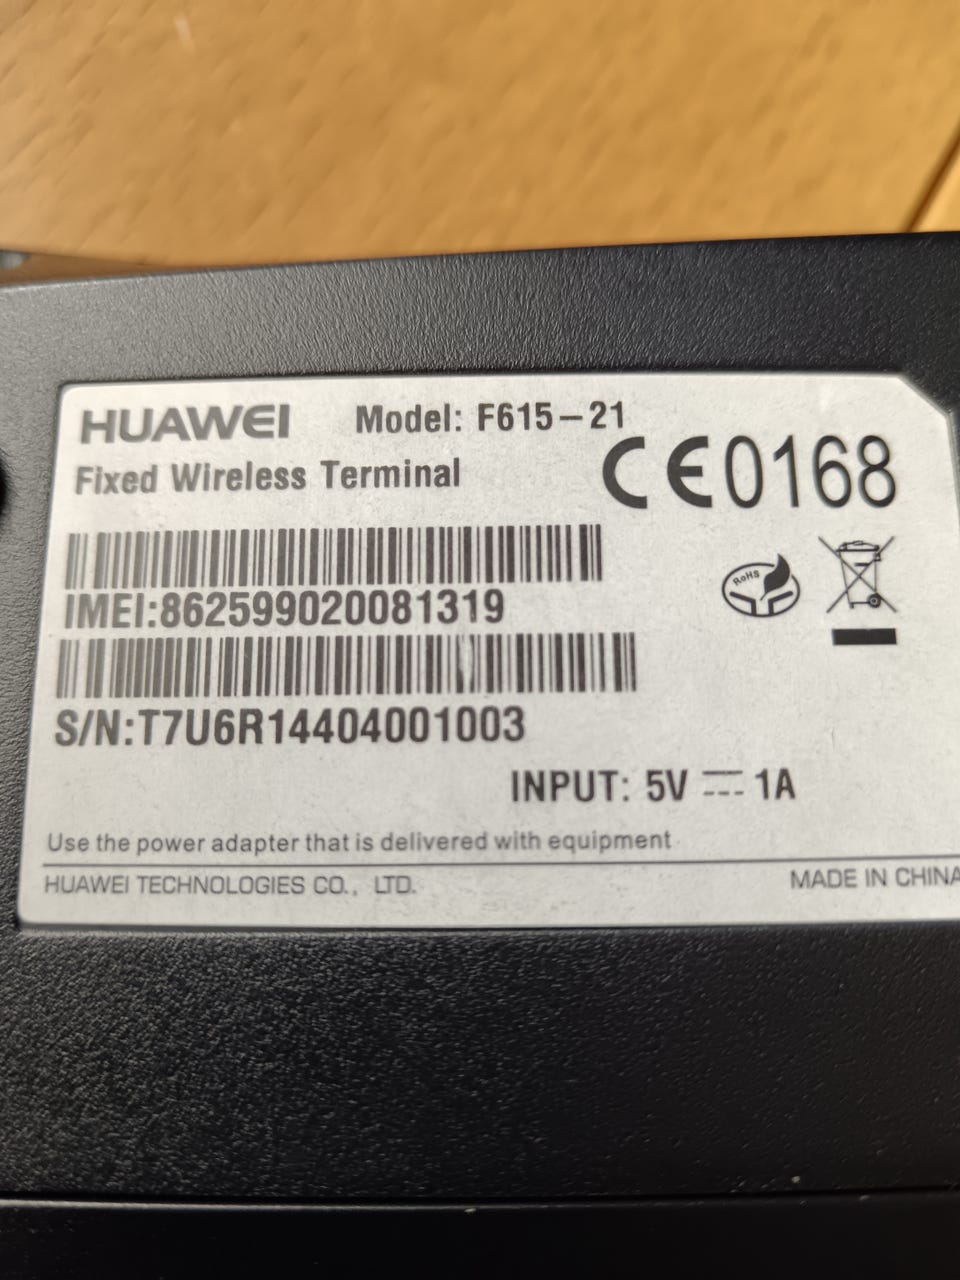 HUAWEI Model: F615-21
Fixed Wireless Terminal
CE0168
RoHS
IMEI:862599020081319
S/N:T7U6R14404001003
INPUT: 5V ⎓ 1A
Use the power adapter that is delivered with equipment
HUAWEI TECHNOLOGIES CO., LTD. MADE IN CHINA